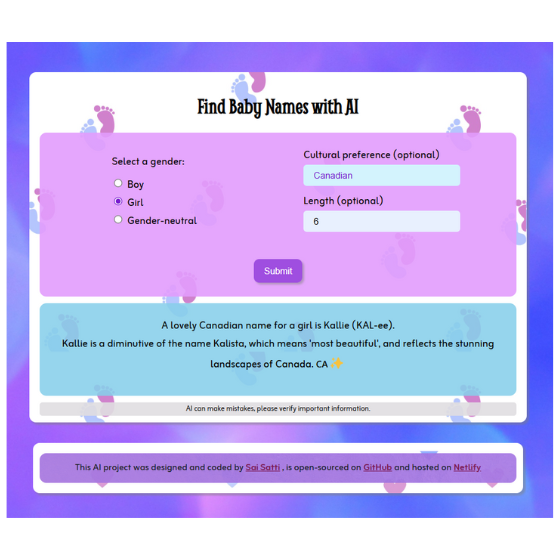 Find Baby Names with AI
Select a gender:
Boy
Girl
Gender-neutral
Cultural preference (optional)
Canadian
Length (optional)
6
Submit
A lovely Canadian name for a girl is Kallie (KAL-ee).
Kallie is a diminutive of the name Kalista, which means 'most beautiful', and reflects the stunning
landscapes of Canada. CA ✨
AI can make mistakes, please verify important information.
This AI project was designed and coded by Sai Satti , is open-sourced on GitHub and hosted on Netlify